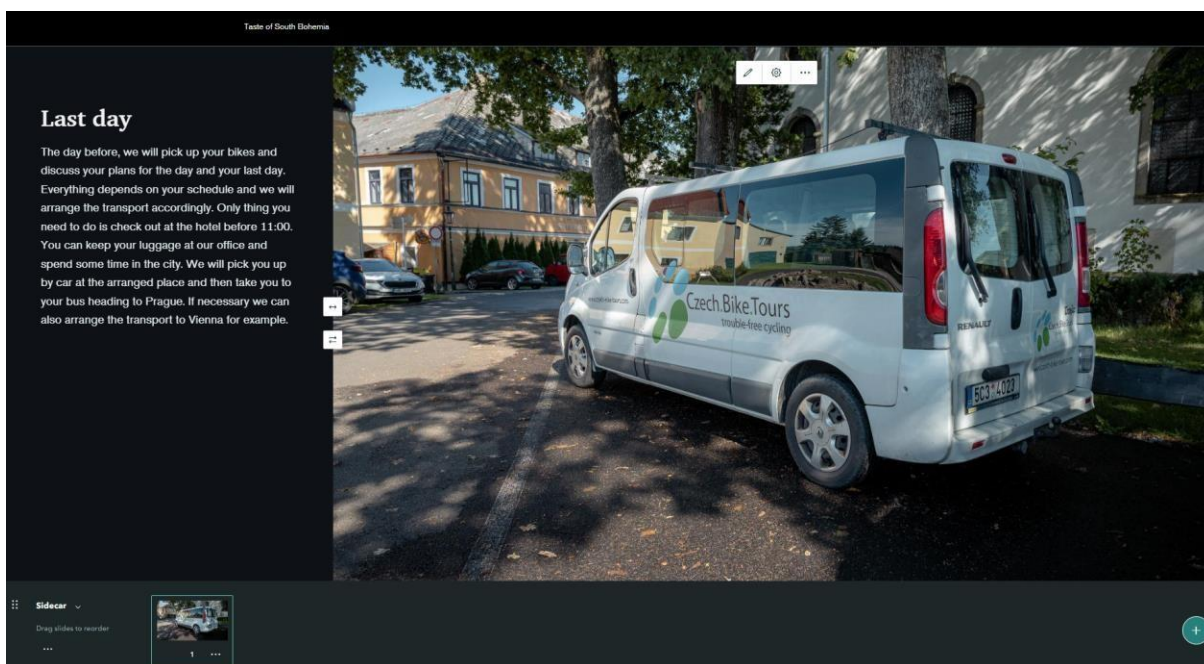 Taste of South Bohemia
Last day
The day before, we will pick up your bikes and
discuss your plans for the day and your last day.
Everything depends on your schedule and we will
arrange the transport accordingly. Only thing you
need to do is check out at the hotel before 11:00.
You can keep your luggage at our office and
spend some time in the city. We will pick you up
by car at the arranged place and then take you to
your bus heading to Prague. If necessary we can
also arrange the transport to Vienna for example.
Czech.Bike.Tours
trouble-free cycling
RENAULT
5C3 4020
Sidecar
Drag slides to reorder
1